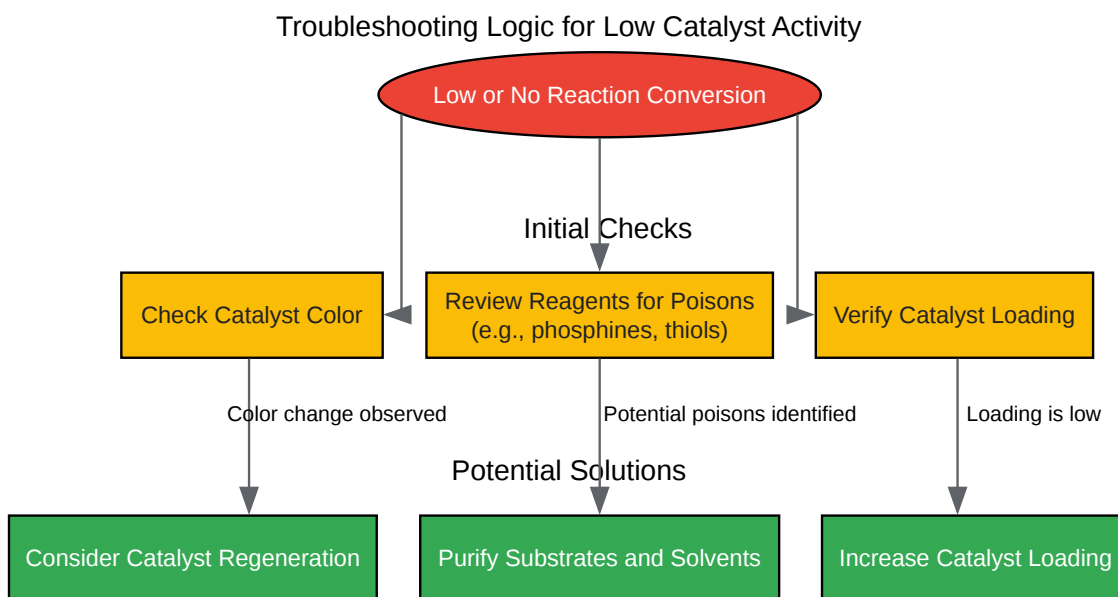 Troubleshooting Logic for Low Catalyst Activity
Low or No Reaction Conversion
Initial Checks
Check Catalyst Color
Review Reagents for Poisons
(e.g., phosphines, thiols)
Verify Catalyst Loading
Color change observed
Potential poisons identified
Loading is low
Potential Solutions
Consider Catalyst Regeneration
Purify Substrates and Solvents
Increase Catalyst Loading